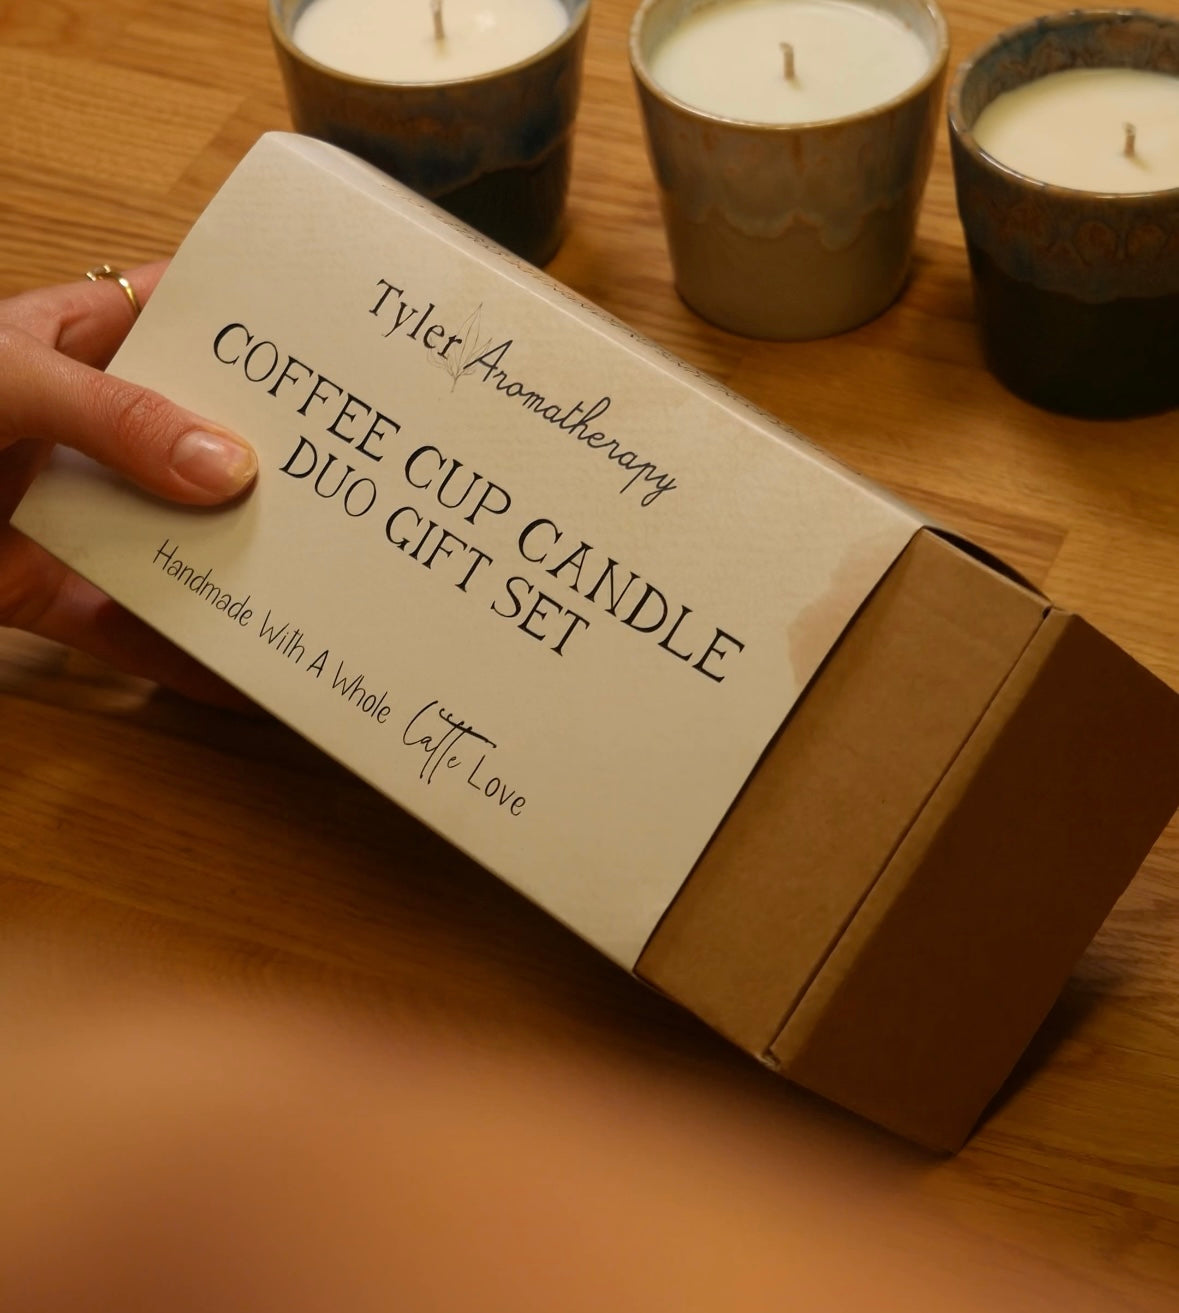 Tyler Aromatherapy
COFFEE CUP CANDLE
DUO GIFT SET
Handmade With A Whole Latte Love